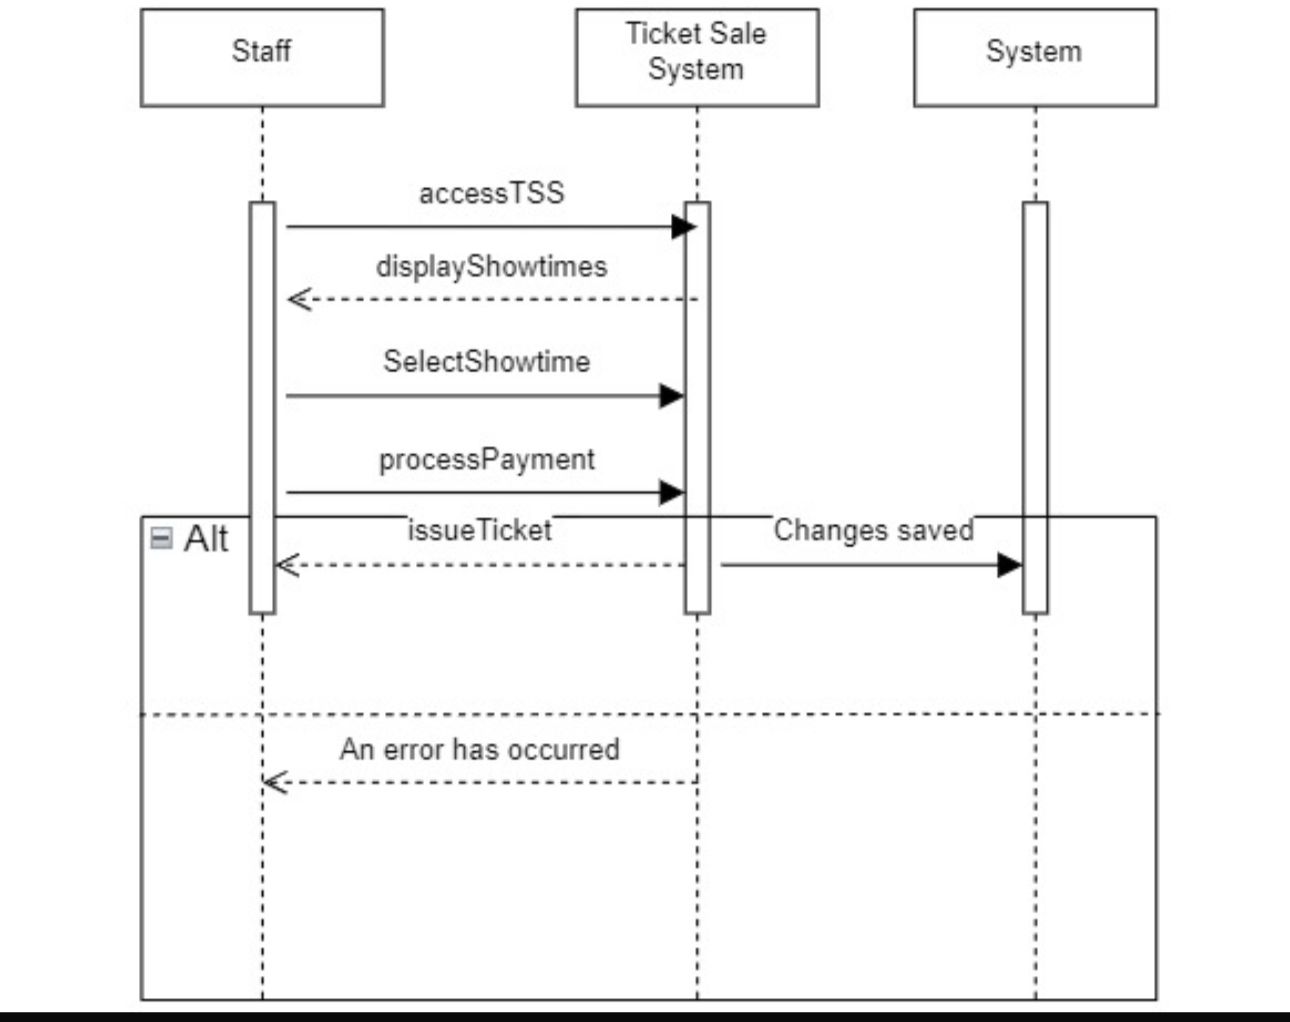 Staff
Ticket Sale
System
System
accessTSS
displayShowtimes
SelectShowtime
processPayment
Alt
issueTicket
Changes saved
An error has occurred